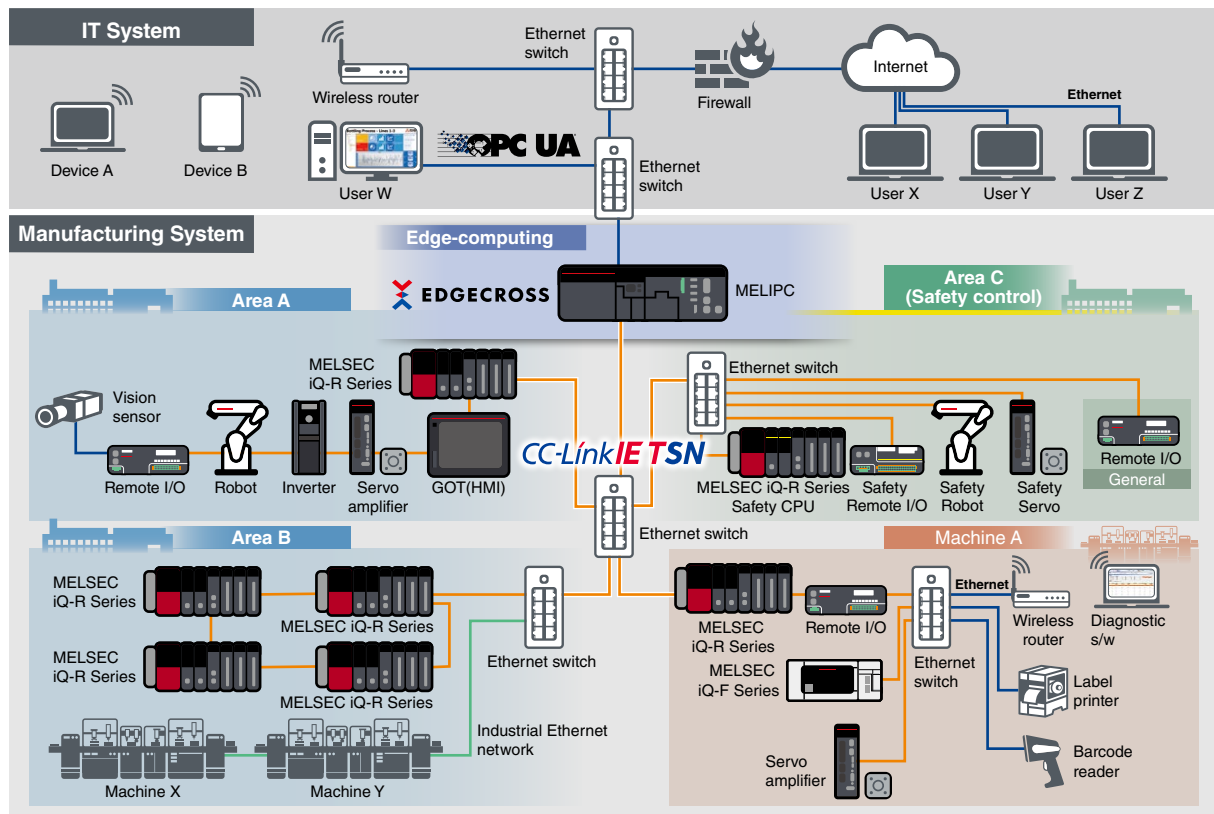 IT System
Ethernet
switch
Wireless router
Firewall
Internet
Ethernet
Device A
Device B
User W
OPC UA
Ethernet
switch
User X
User Y
User Z
Manufacturing System
Edge-computing
EDGECROSS
MELIPC
Area A
Area C
(Safety control)
MELSEC
iQ-R Series
Vision
sensor
Remote I/O
Robot
Inverter
Servo
amplifier
GOT(HMI)
CC-Link IE TSN
Ethernet switch
MELSEC iQ-R Series
Safety CPU
Safety
Remote I/O
Safety
Robot
Safety
Servo
Remote I/O
General
Ethernet switch
Area B
MELSEC
iQ-R Series
MELSEC iQ-R Series
MELSEC
iQ-R Series
MELSEC iQ-R Series
Ethernet switch
Industrial Ethernet
network
Machine X
Machine Y
Machine A
MELSEC
iQ-R Series
Remote I/O
Ethernet
Wireless
router
Diagnostic
s/w
MELSEC
iQ-F Series
Ethernet
switch
Label
printer
Servo
amplifier
Barcode
reader